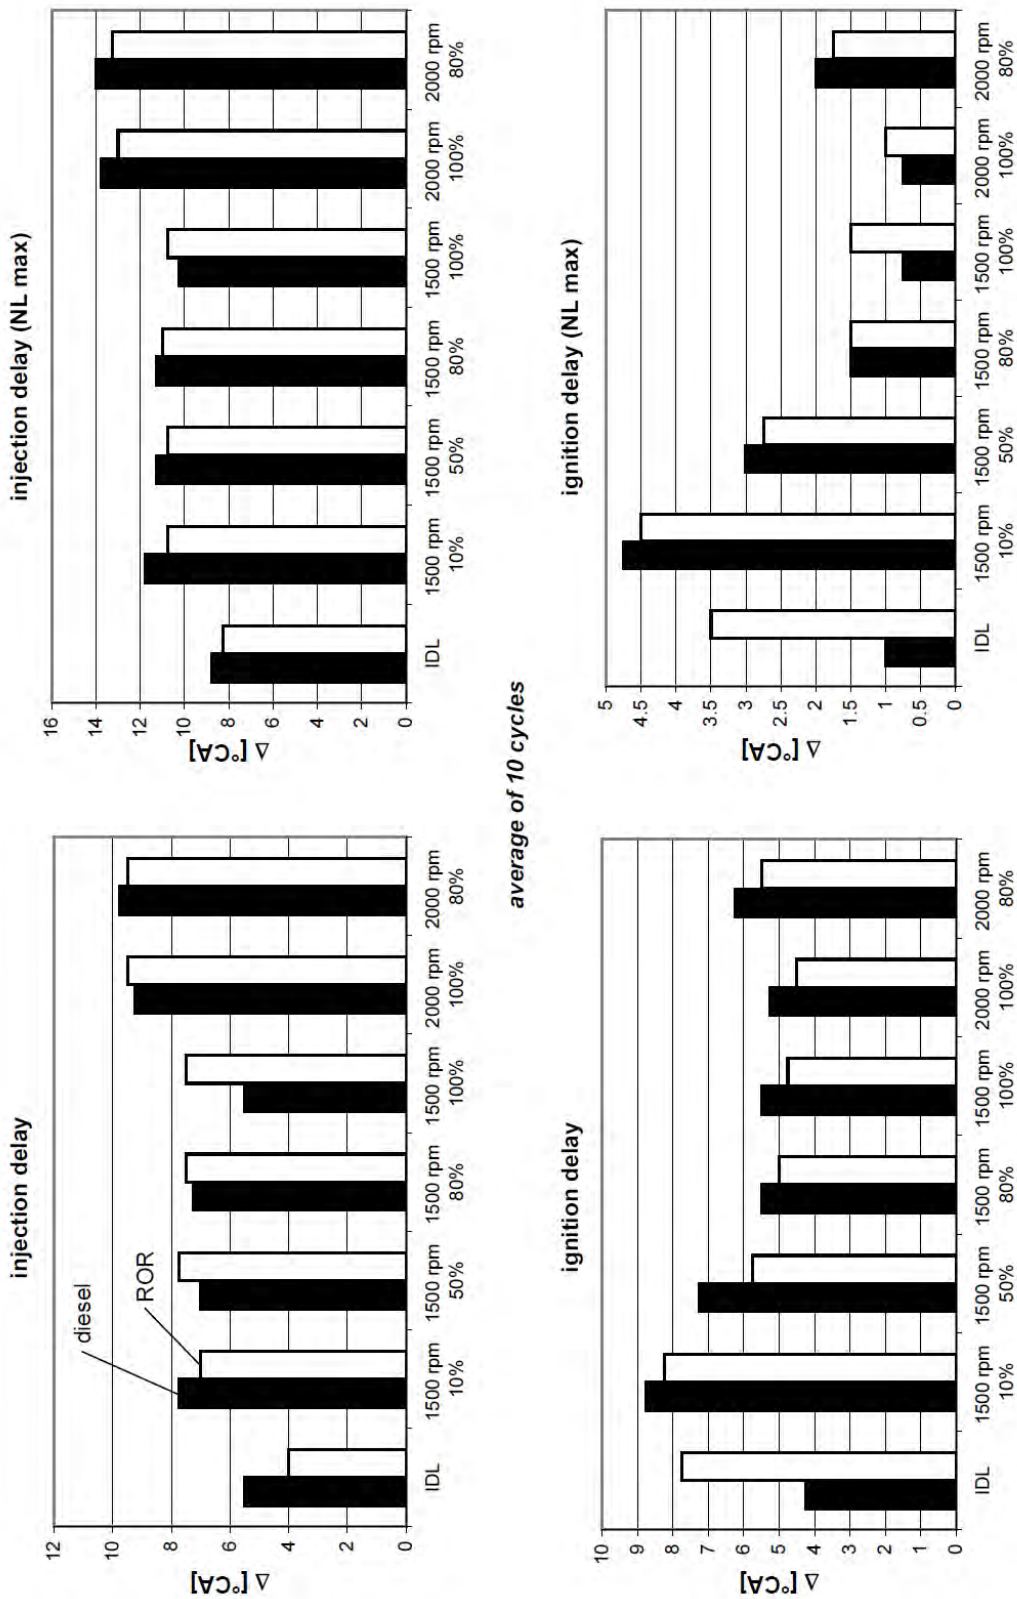 injection delay
Δ [°CA]
12
10
8
6
4
2
0
diesel
ROR
IDL
1500 rpm
10%
1500 rpm
50%
1500 rpm
80%
1500 rpm
100%
2000 rpm
100%
2000 rpm
80%
injection delay (NL max)
Δ [°CA]
16
14
12
10
8
6
4
2
0
IDL
1500 rpm
10%
1500 rpm
50%
1500 rpm
80%
1500 rpm
100%
2000 rpm
100%
2000 rpm
80%
average of 10 cycles
ignition delay
Δ [°CA]
10
9
8
7
6
5
4
3
2
1
0
IDL
1500 rpm
10%
1500 rpm
50%
1500 rpm
80%
1500 rpm
100%
2000 rpm
100%
2000 rpm
80%
ignition delay (NL max)
Δ [°CA]
5
4.5
4
3.5
3
2.5
2
1.5
1
0.5
0
IDL
1500 rpm
10%
1500 rpm
50%
1500 rpm
80%
1500 rpm
100%
2000 rpm
100%
2000 rpm
80%